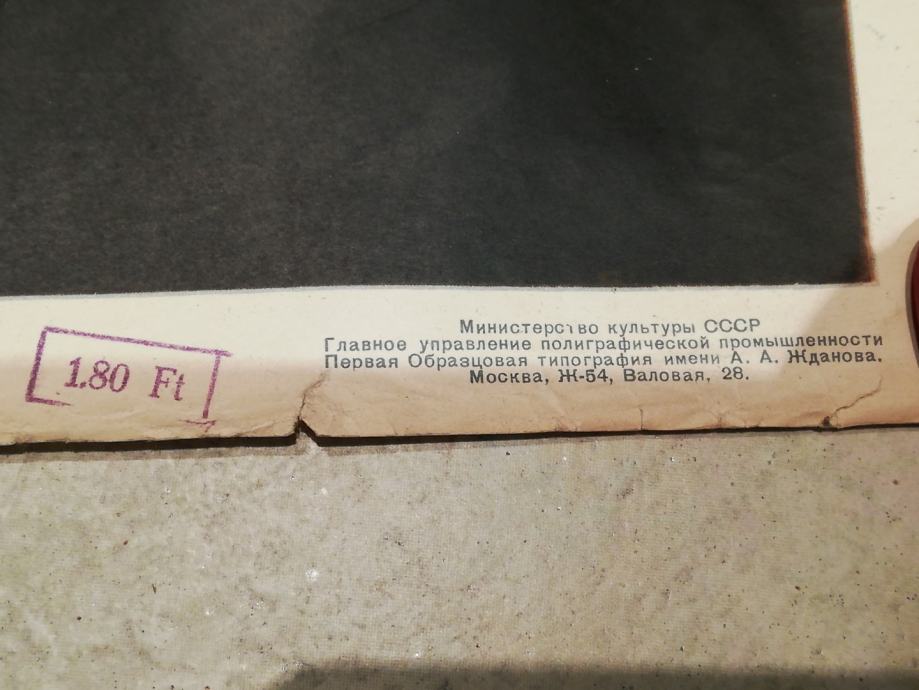 Министерство культуры СССР
Главное управление полиграфической промышленности
Первая Образцовая типография имени А. А. Жданова.
Москва, Ж-54, Валовая, 28.
1.80 Ft